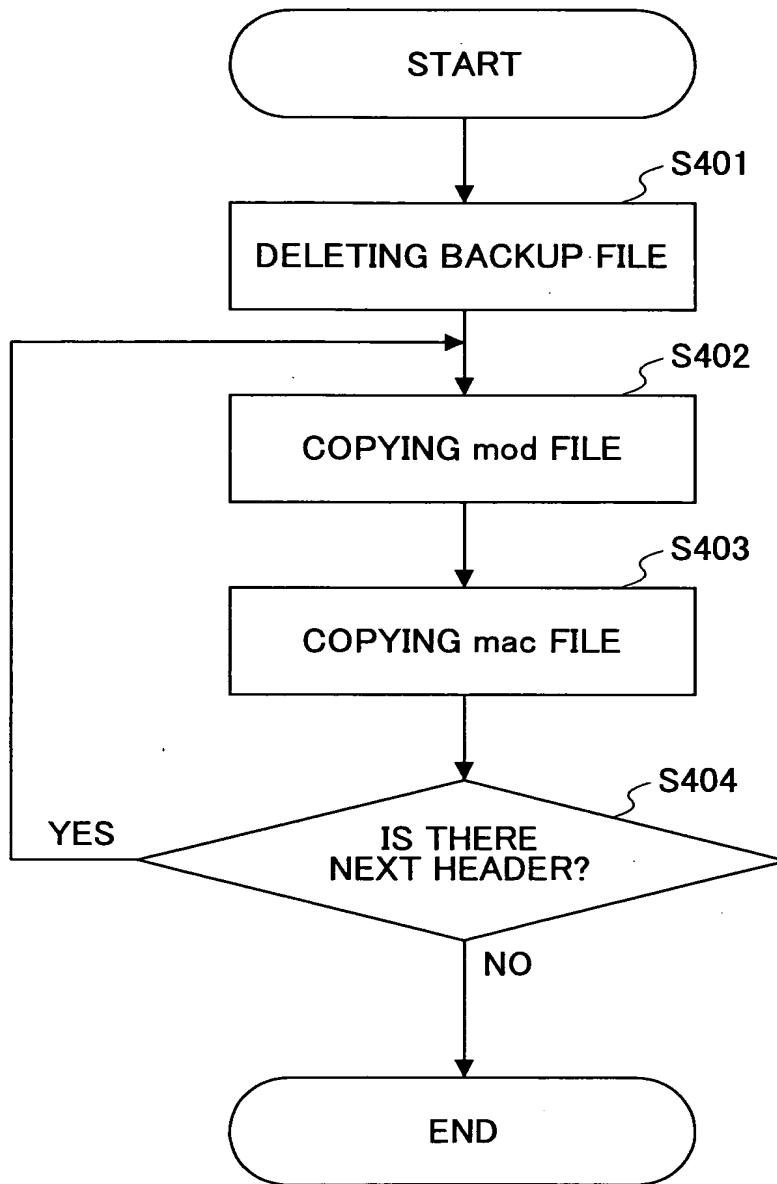 START
S401
DELETING BACKUP FILE
S402
COPYING mod FILE
S403
COPYING mac FILE
S404
IS THERE
NEXT HEADER?
YES
NO
END